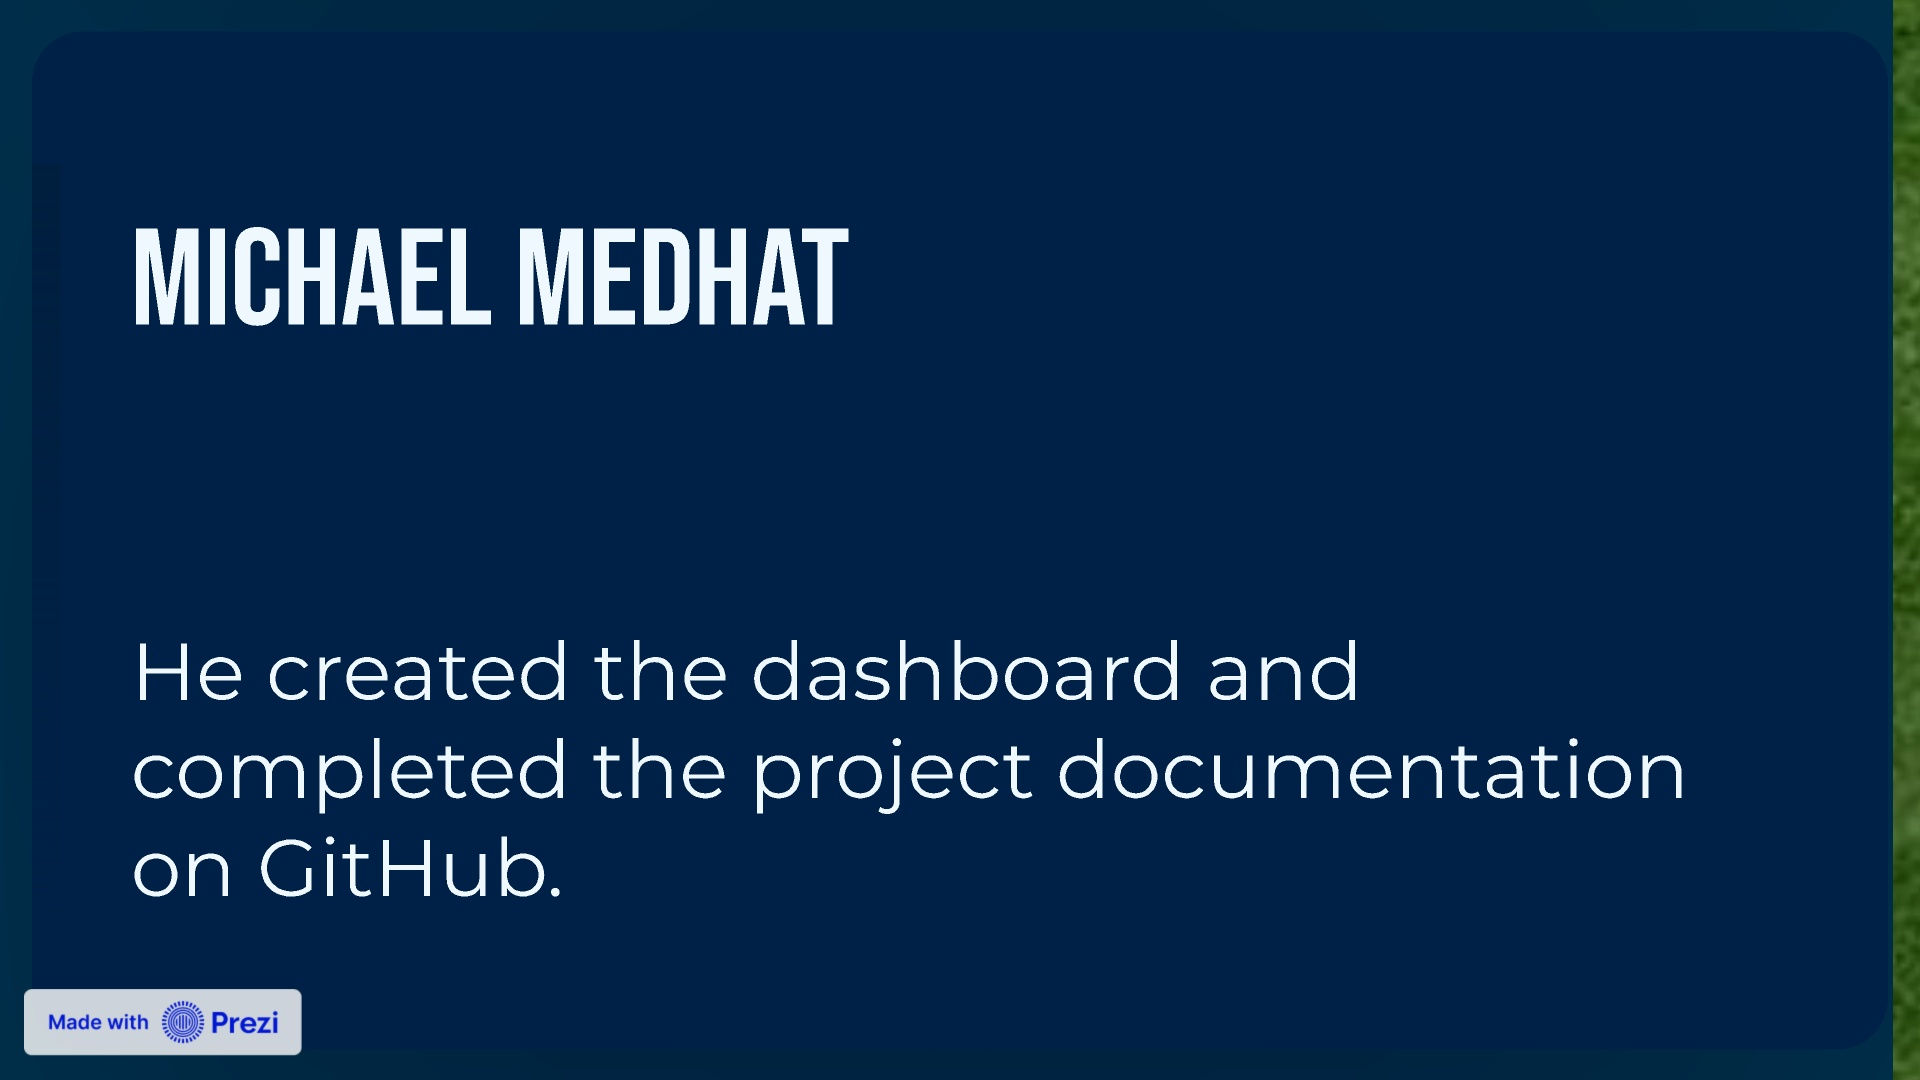 MICHAEL MEDHAT
He created the dashboard and
completed the project documentation
on GitHub.
Made with Prezi